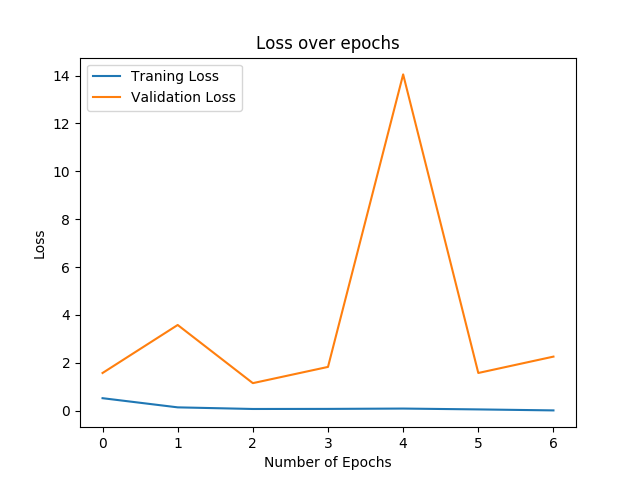 Loss over epochs
Traning Loss
Validation Loss
14
12
10
8
6
4
2
0
Loss
0 1 2 3 4 5 6
Number of Epochs